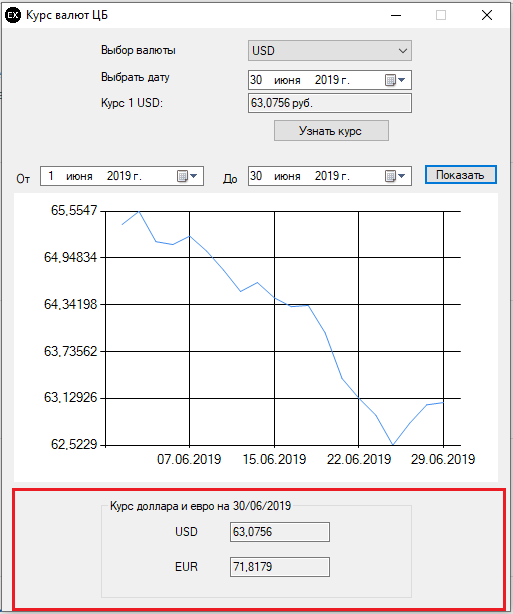 EX Курс валют ЦБ
Выбор валюты USD
Выбрать дату 30 июня 2019 г.
Курс 1 USD: 63,0756 руб.
Узнать курс
От 1 июня 2019 г. До 30 июня 2019 г. Показать
65,5547
64,94834
64,34198
63,73562
63,12926
62,5229
07.06.2019 15.06.2019 22.06.2019 29.06.2019
Курс доллара и евро на 30/06/2019
USD 63,0756
EUR 71,8179